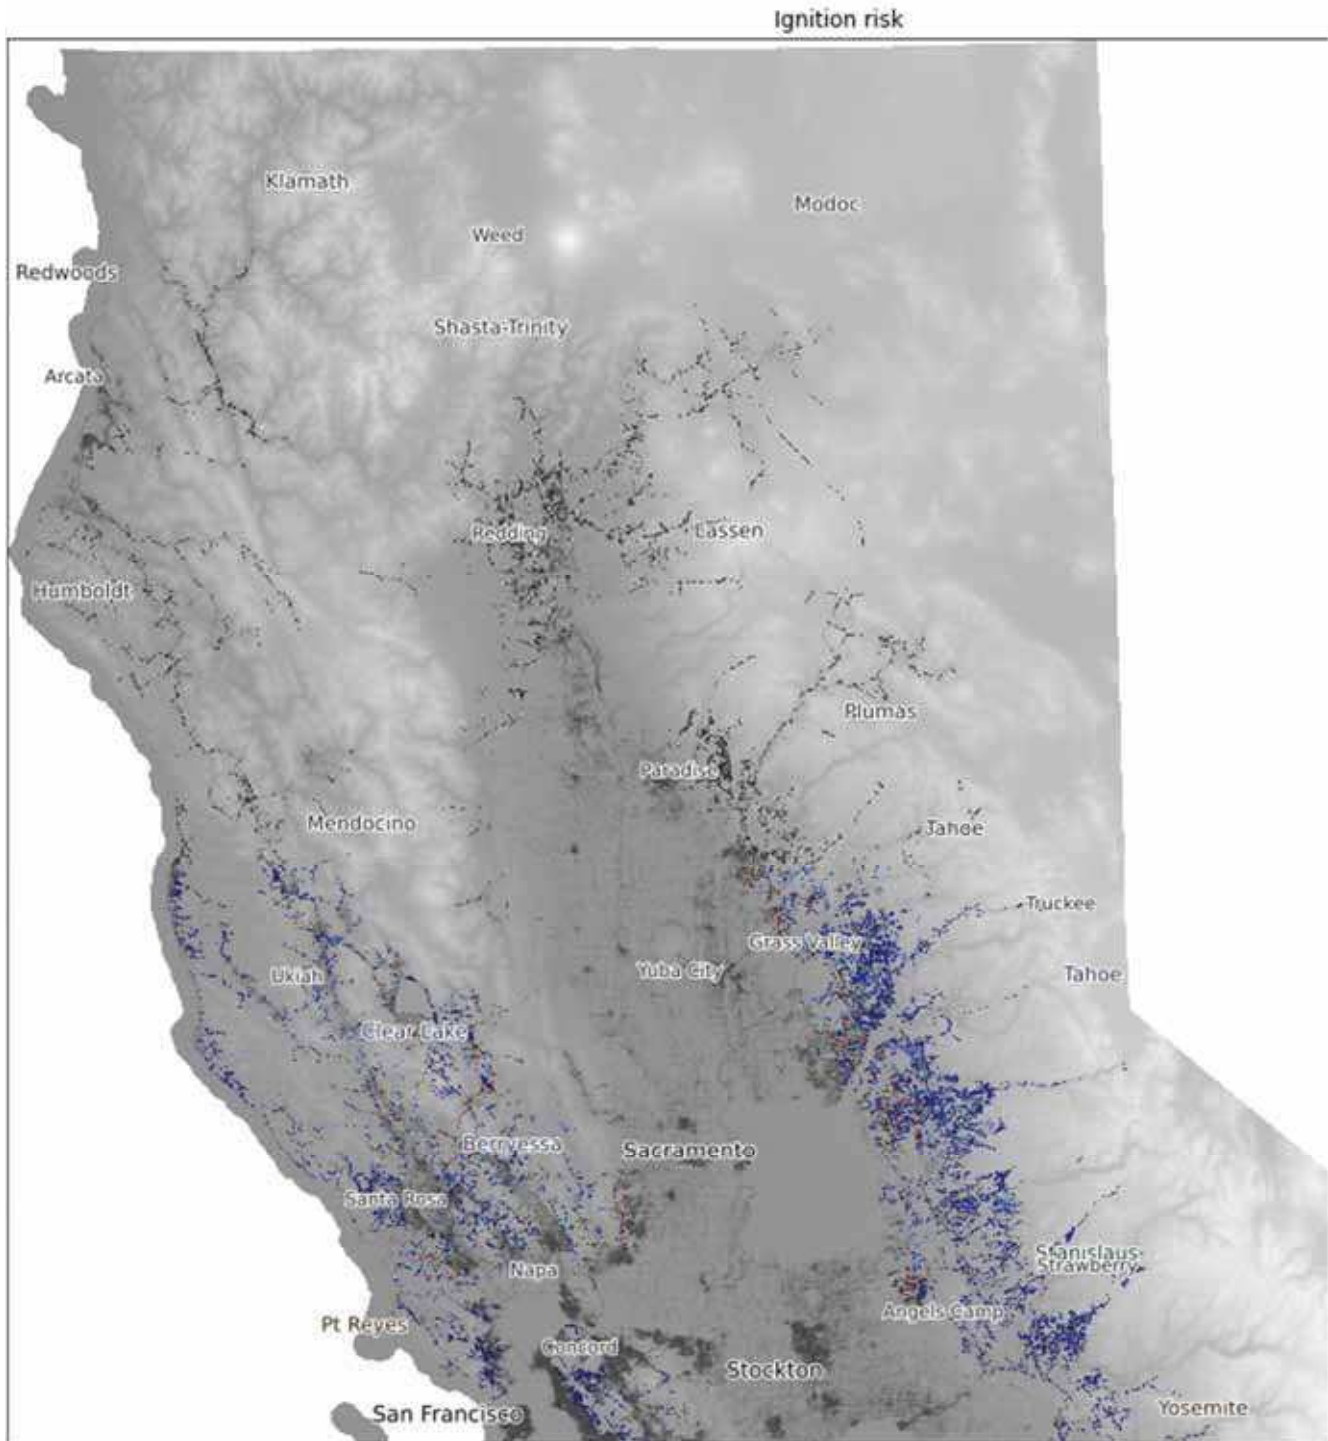 Ignition risk
Klamath
Modoc
Weed
Redwoods
Shasta-Trinity
Arcata
Redding
Lassen
Humboldt
Plumas
Paradise
Mendocino
Tahoe
Truckee
Grass Valley
Ukiah
Yuba City
Tahoe
Clear Lake
Berryessa
Sacramento
Santa Rosa
Stanislaus
Strawberry
Napa
Angels Camp
Pt Reyes
Concord
Stockton
San Francisco
Yosemite